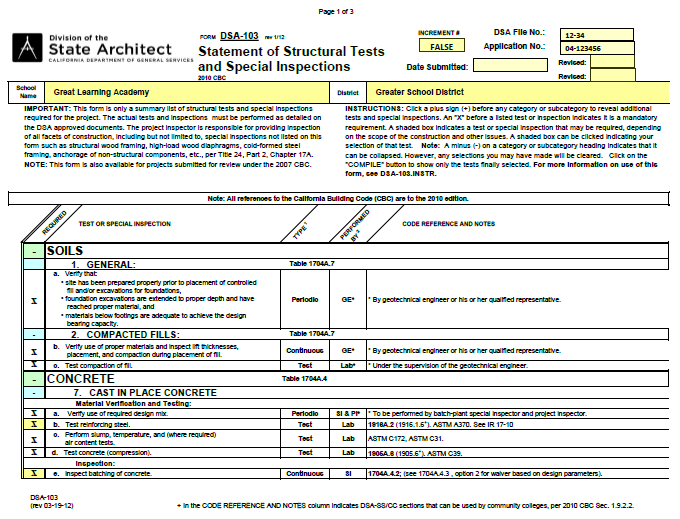 Page 1 of 3
Division of the
State Architect
CALIFORNIA DEPARTMENT OF GENERAL SERVICES
FORM DSA-103 rev 1/12
Statement of Structural Tests
and Special Inspections
2010 CBC
INCREMENT #
FALSE
DSA File No.: 12-34
Application No.: 04-123456
Date Submitted:
Revised:
Revised:
School Name
Great Learning Academy
District
Greater School District
IMPORTANT: This form is only a summary list of structural tests and special inspections
required for the project. The actual tests and inspections must be performed as detailed on
the DSA approved documents. The project inspector is responsible for providing inspection
of all facets of construction, including but not limited to, special inspections not listed on this
form such as structural wood framing, high-load wood diaphragms, cold-formed steel
framing, anchorage of non-structural components, etc., per Title 24, Part 2, Chapter 17A.
NOTE: This form is also available for projects submitted for review under the 2007 CBC.
INSTRUCTIONS: Click a plus sign (+) before any category or subcategory to reveal additional
tests and special inspections. An "X" before a listed test or inspection indicates it is a mandatory
requirement. A shaded box indicates a test or special inspection that may be required, depending
on the scope of the construction and other issues. A shaded box can be clicked indicating your
selection of that test. Note: A minus (-) on a category or subcategory heading indicates that it
can be collapsed. However, any selections you may have made will be cleared. Click on the
"COMPILE" button to show only the tests finally selected. For more information on use of this
form, see DSA-103.INSTR.
Note: All references to the California Building Code (CBC) are to the 2010 edition.
REQUIRED
TEST OR SPECIAL INSPECTION
TYPE 1
PERFORMED BY 2
CODE REFERENCE AND NOTES
- SOILS
- 1. GENERAL: Table 1704A.7
a. Verify that:
• site has been prepared properly prior to placement of controlled
fill and/or excavations for foundations,
• foundation excavations are extended to proper depth and have
reached proper material, and
• materials below footings are adequate to achieve the design
bearing capacity.
X Periodic GE* * By geotechnical engineer or his or her qualified representative.
- 2. COMPACTED FILLS: Table 1704A.7
X b. Verify use of proper materials and inspect lift thicknesses,
placement, and compaction during placement of fill.
Continuous GE* * By geotechnical engineer or his or her qualified representative.
X c. Test compaction of fill. Test Lab* * Under the supervision of the geotechnical engineer.
- CONCRETE Table 1704A.4
- 7. CAST IN PLACE CONCRETE
Material Verification and Testing:
X a. Verify use of required design mix. Periodic SI & PI* * To be performed by batch-plant special inspector and project inspector.
X b. Test reinforcing steel. Test Lab 1916A.2 (1916.1.5⁺). ASTM A370. See IR 17-10
X c. Perform slump, temperature, and (where required)
air content tests.
Test Lab ASTM C172, ASTM C31.
X d. Test concrete (compression). Test Lab 1905A.6 (1905.6⁺). ASTM C39.
Inspection:
X e. Inspect batching of concrete. Continuous SI 1704A.4.2; (see 1704A.4.3 , option 2 for waiver based on design parameters).
DSA-103
(rev 03-19-12)
+ In the CODE REFERENCE AND NOTES column indicates DSA-SS/CC sections that can be used by community colleges, per 2010 CBC Sec. 1.9.2.2.